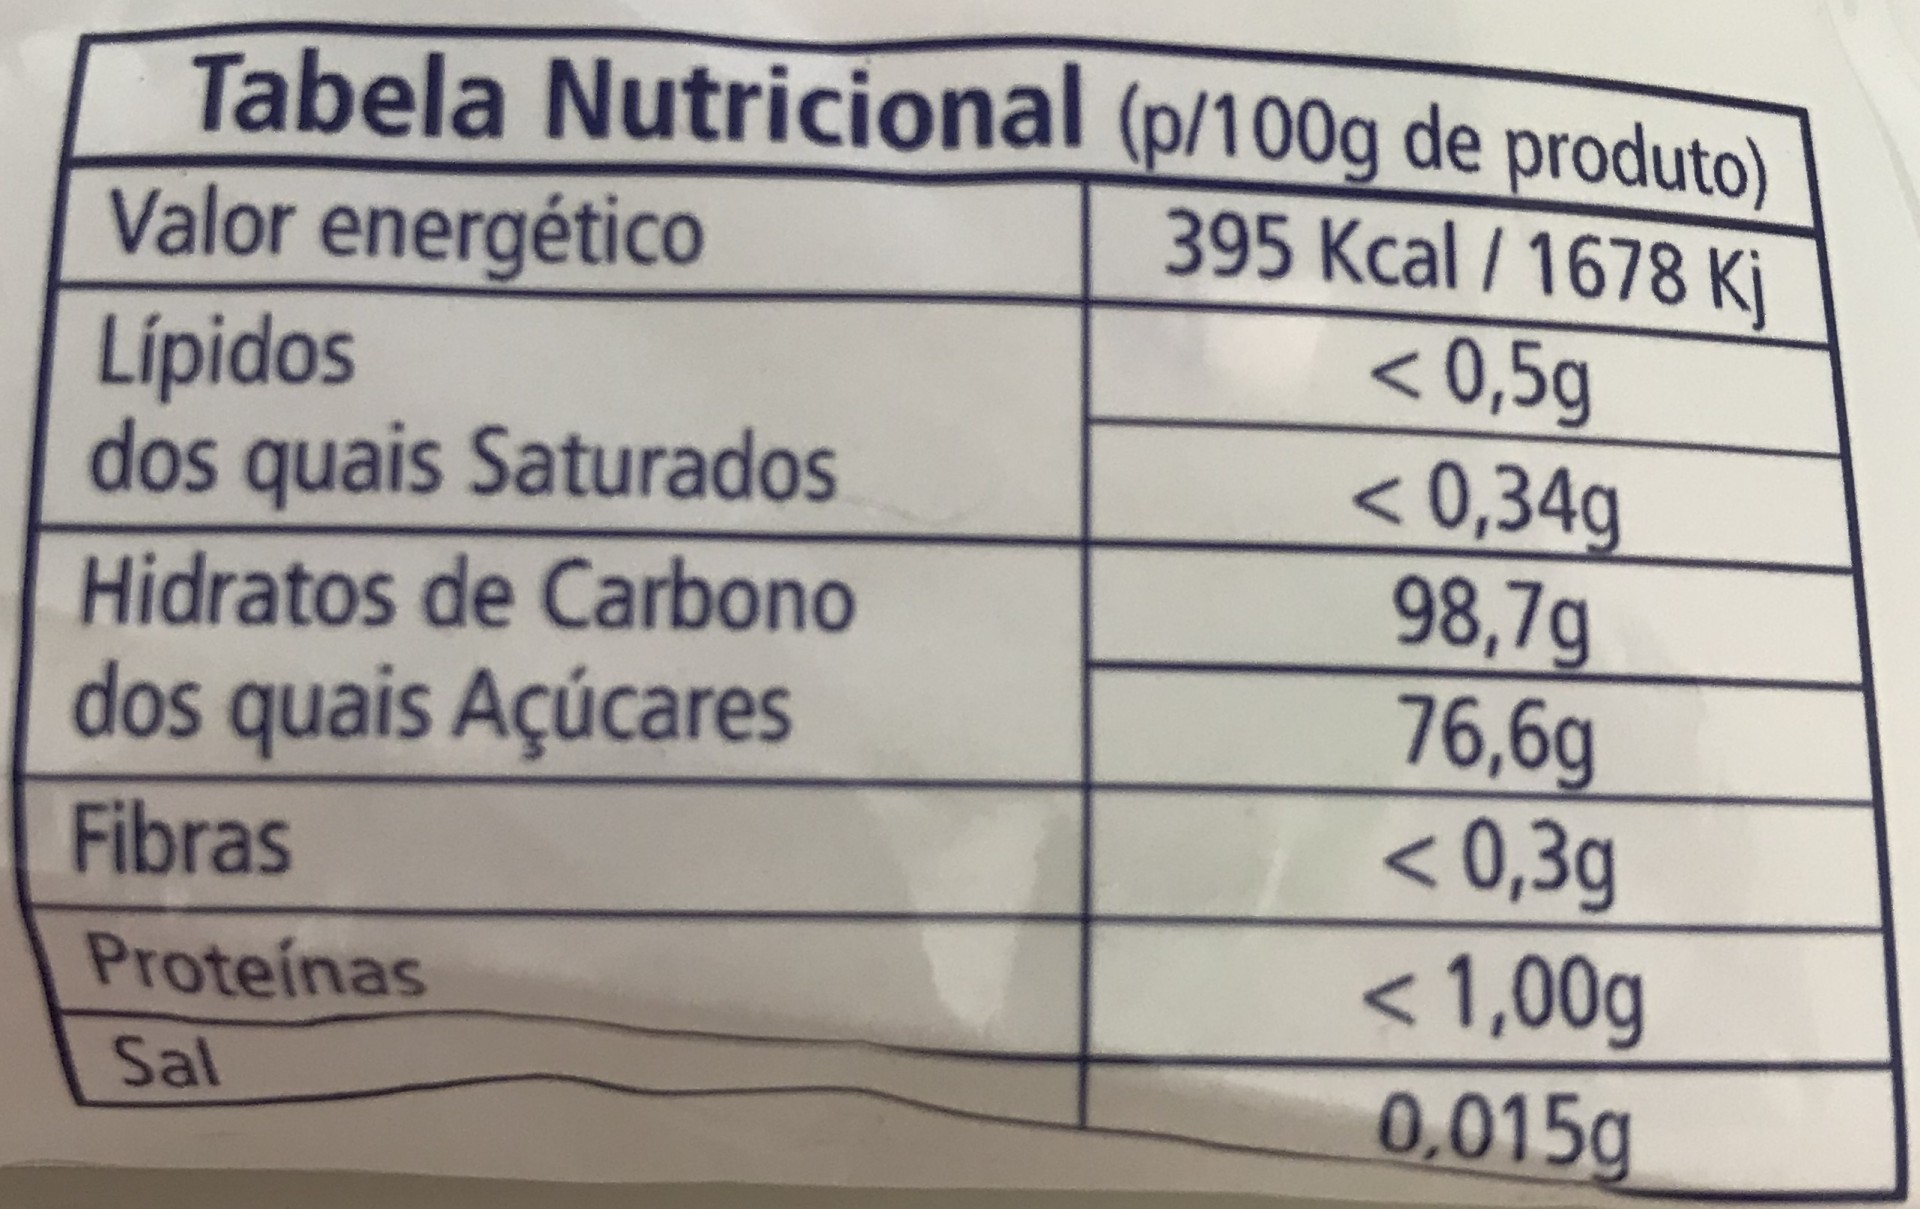 Tabela Nutricional (p/100g de produto)
Valor energético 395 Kcal / 1678 Kj
Lípidos < 0,5g
dos quais Saturados < 0,34g
Hidratos de Carbono 98,7g
dos quais Açúcares 76,6g
Fibras < 0,3g
Proteínas < 1,00g
Sal 0,015g